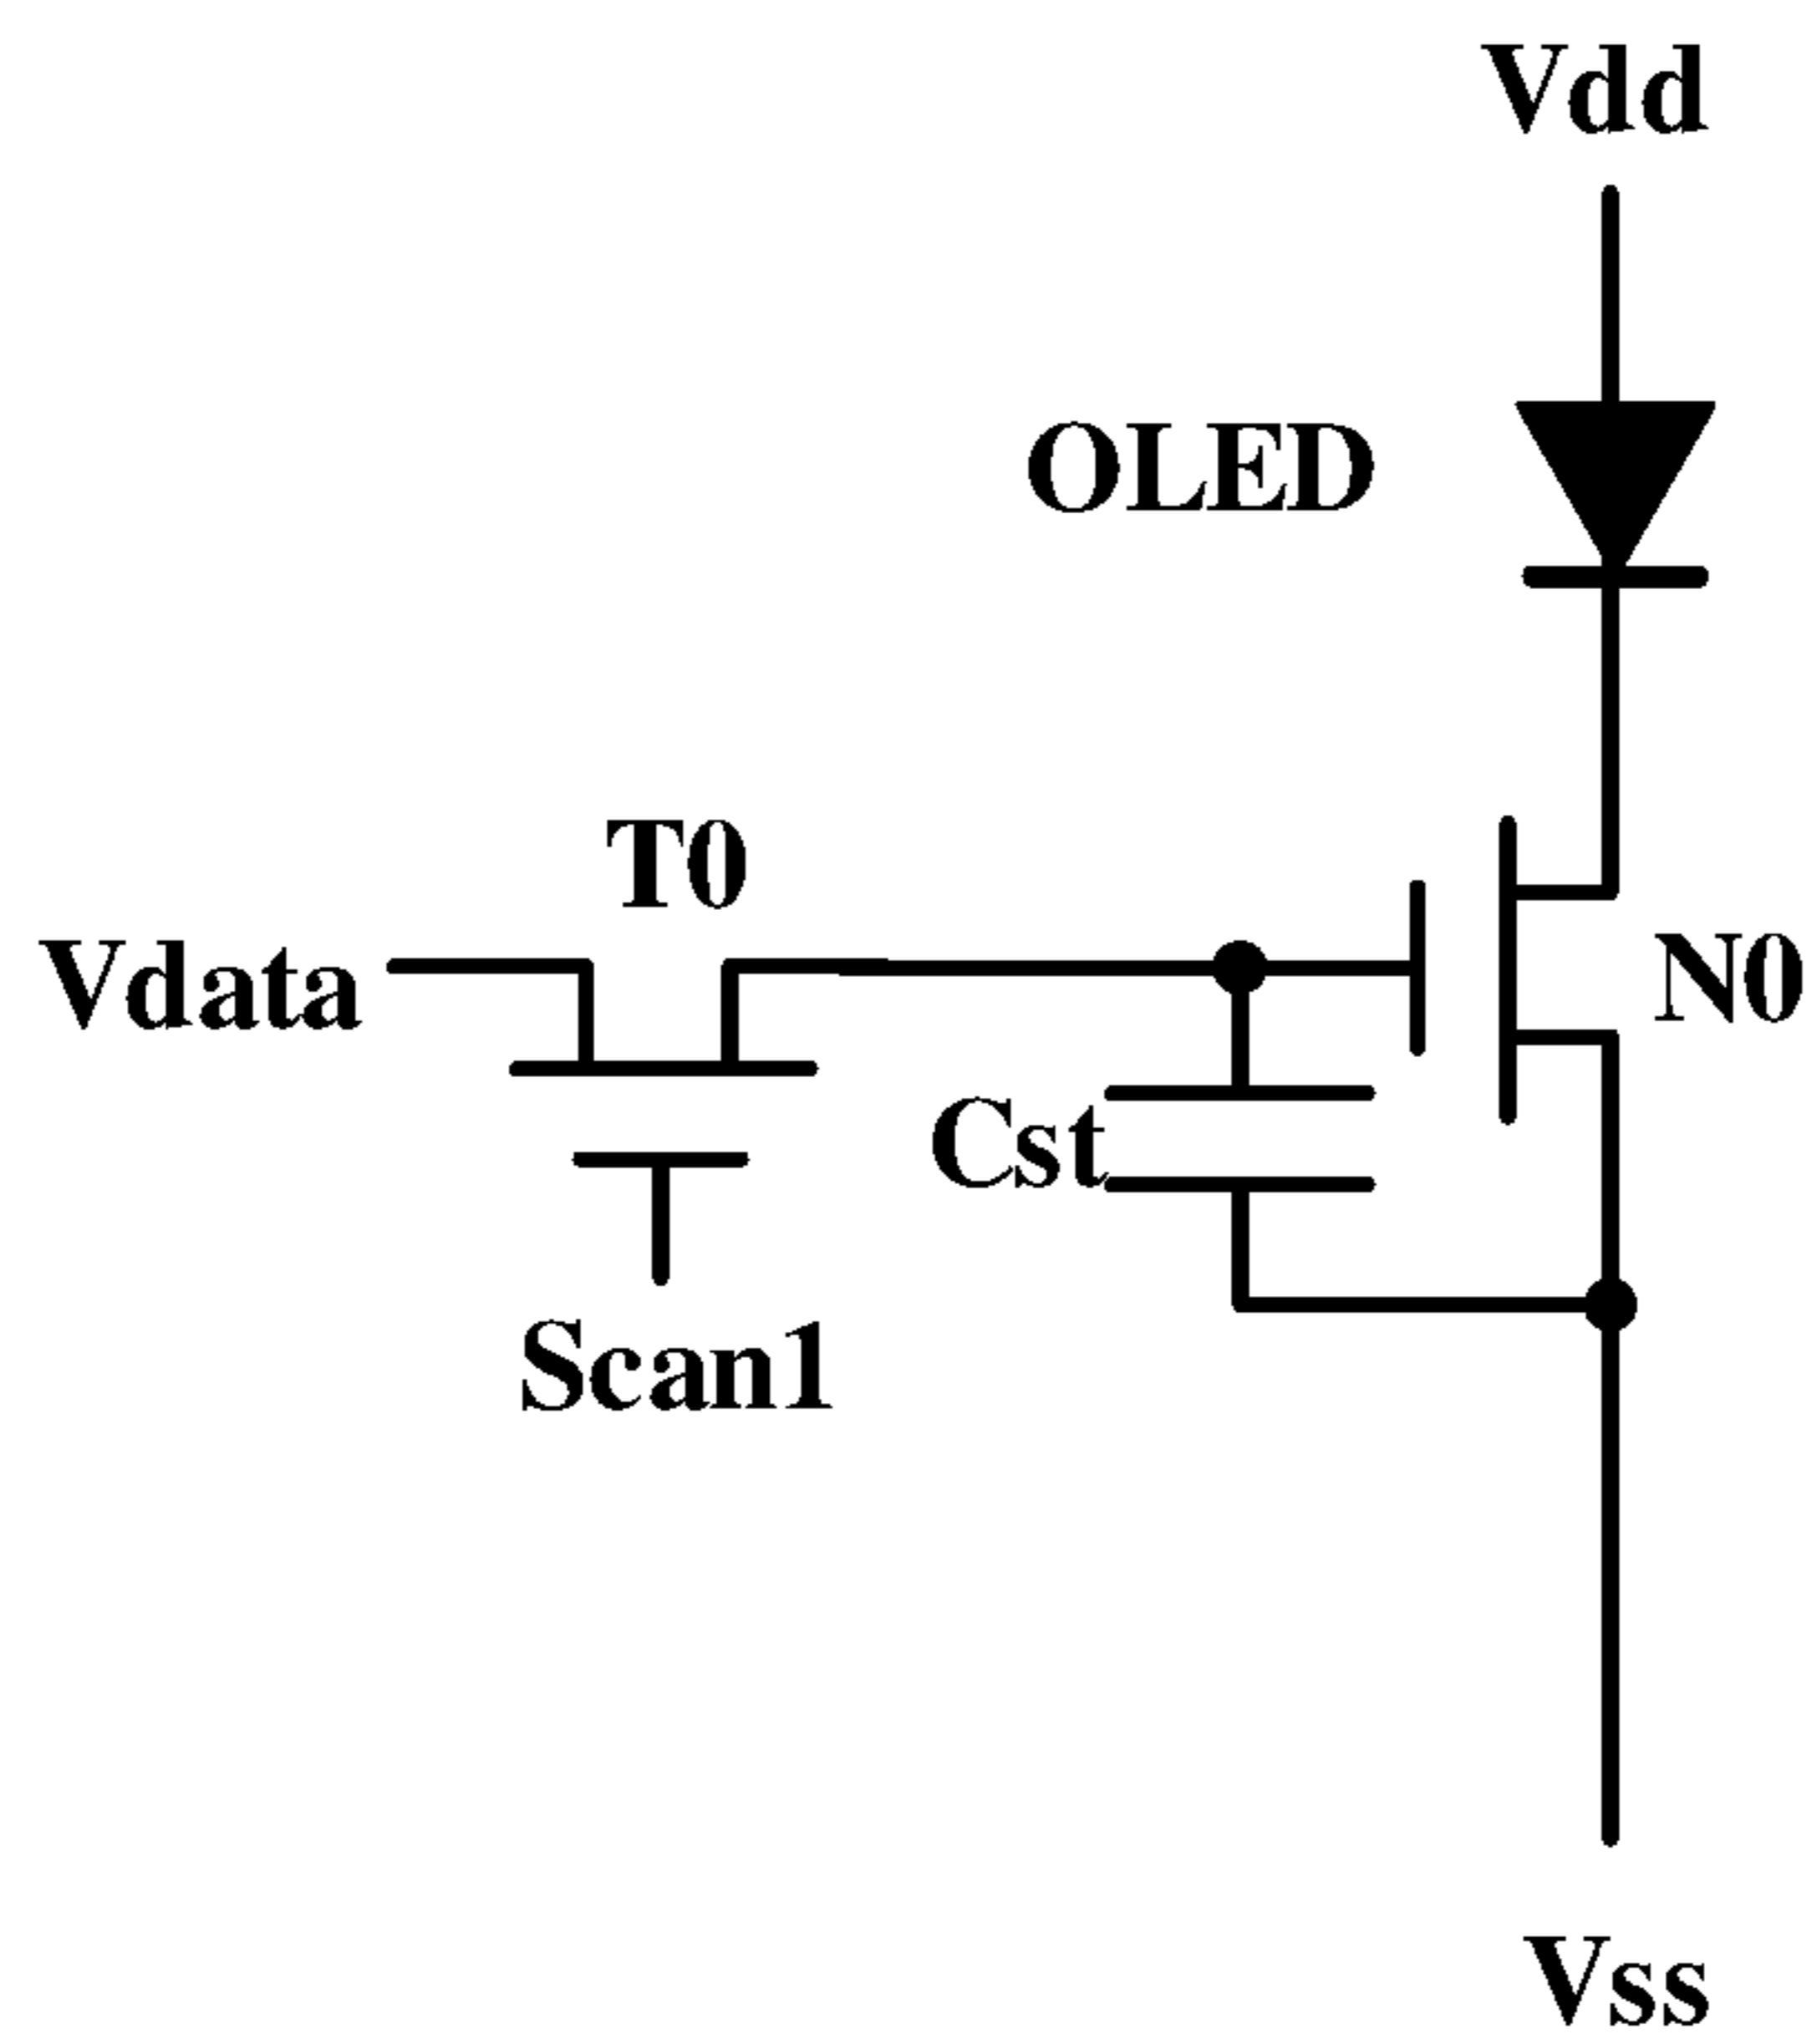 Vdd
OLED
T0
Vdata
N0
Cst
Scan1
Vss